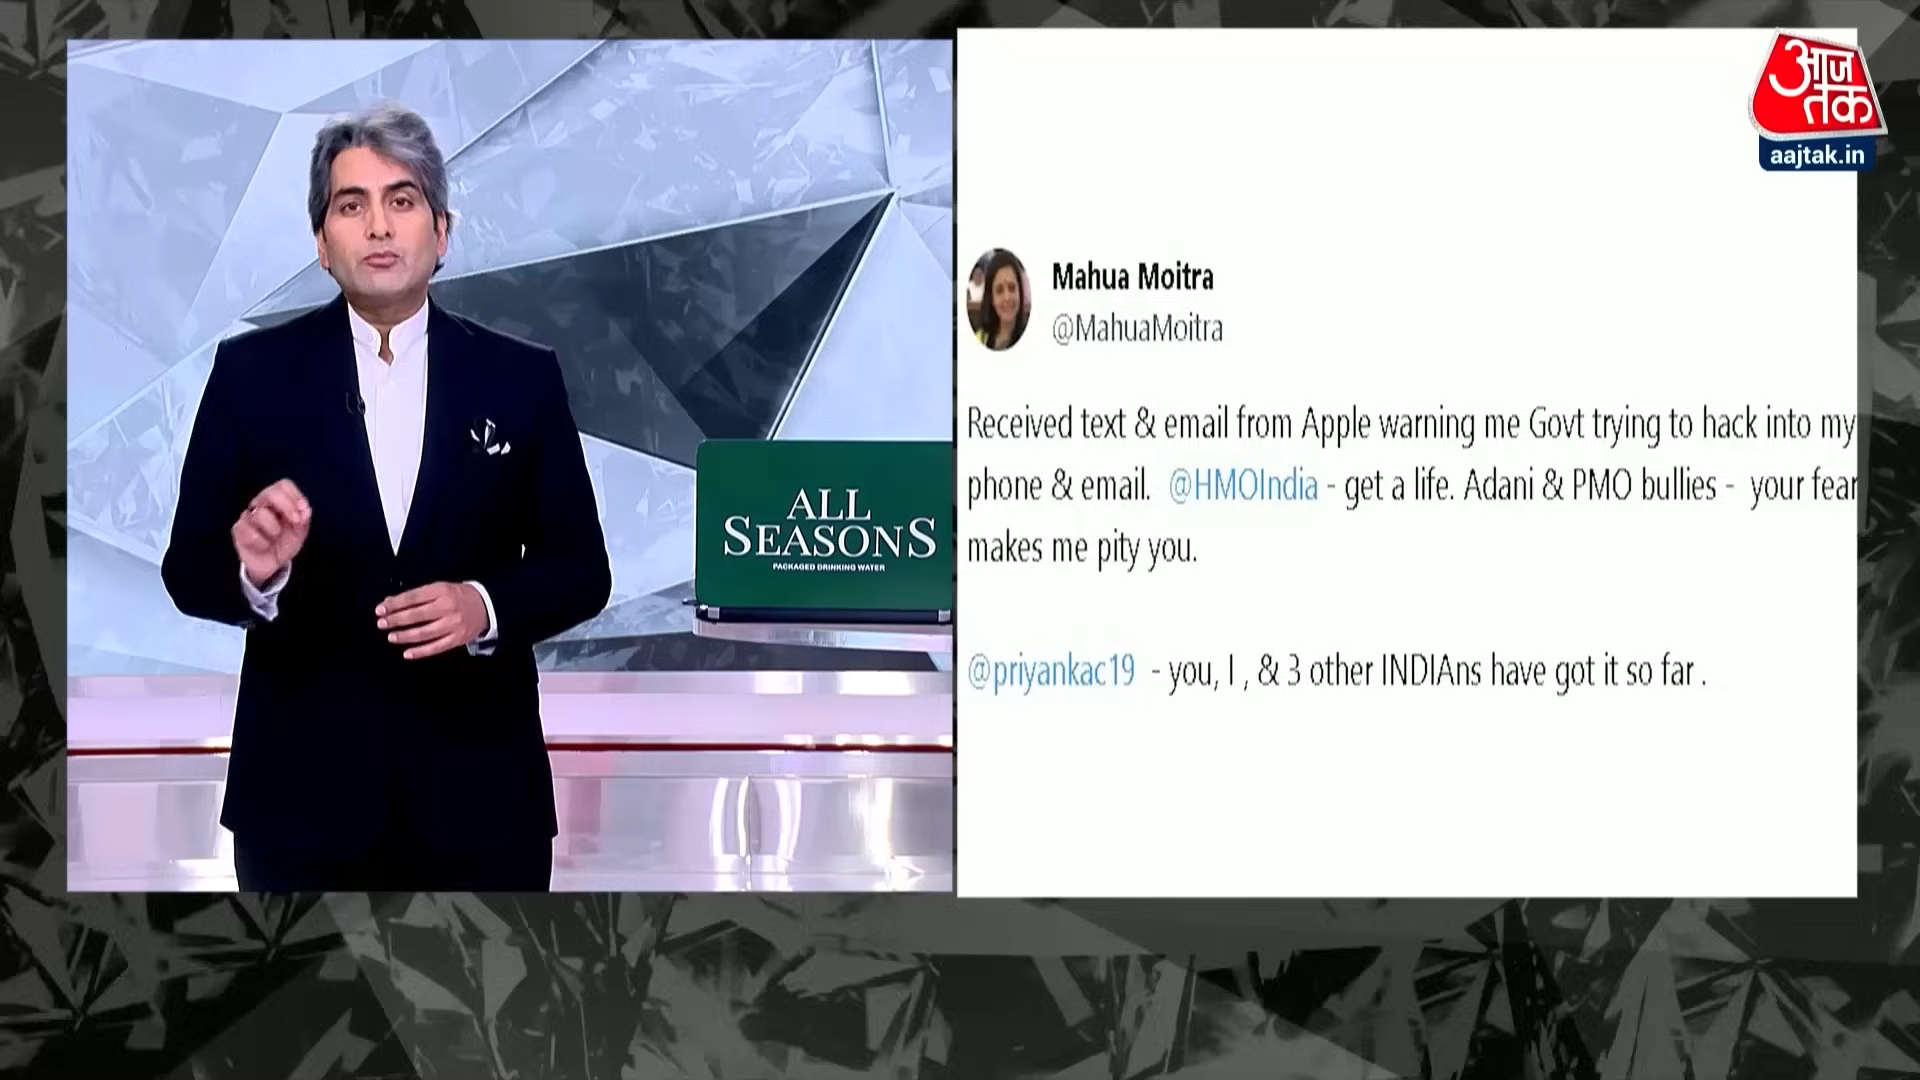 आज
तक
aajtak.in
ALL
SEASONS
PACKAGED DRINKING WATER
Mahua Moitra
@MahuaMoitra
Received text & email from Apple warning me Govt trying to hack into my
phone & email. @HMOIndia - get a life. Adani & PMO bullies - your fear
makes me pity you.
@priyankac19 - you, I , & 3 other INDIAns have got it so far .